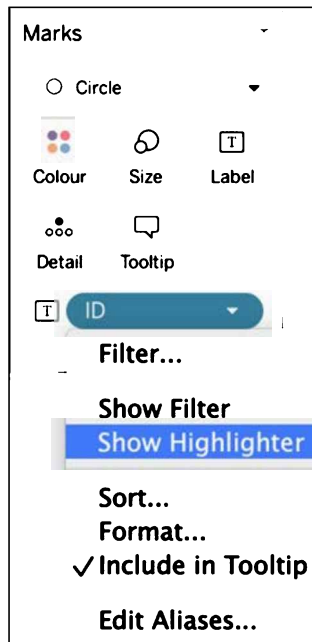 Marks
Circle
Colour Size Label
Detail Tooltip
T ID
Filter...
Show Filter
Show Highlighter
Sort...
Format...
✓ Include in Tooltip
Edit Aliases...